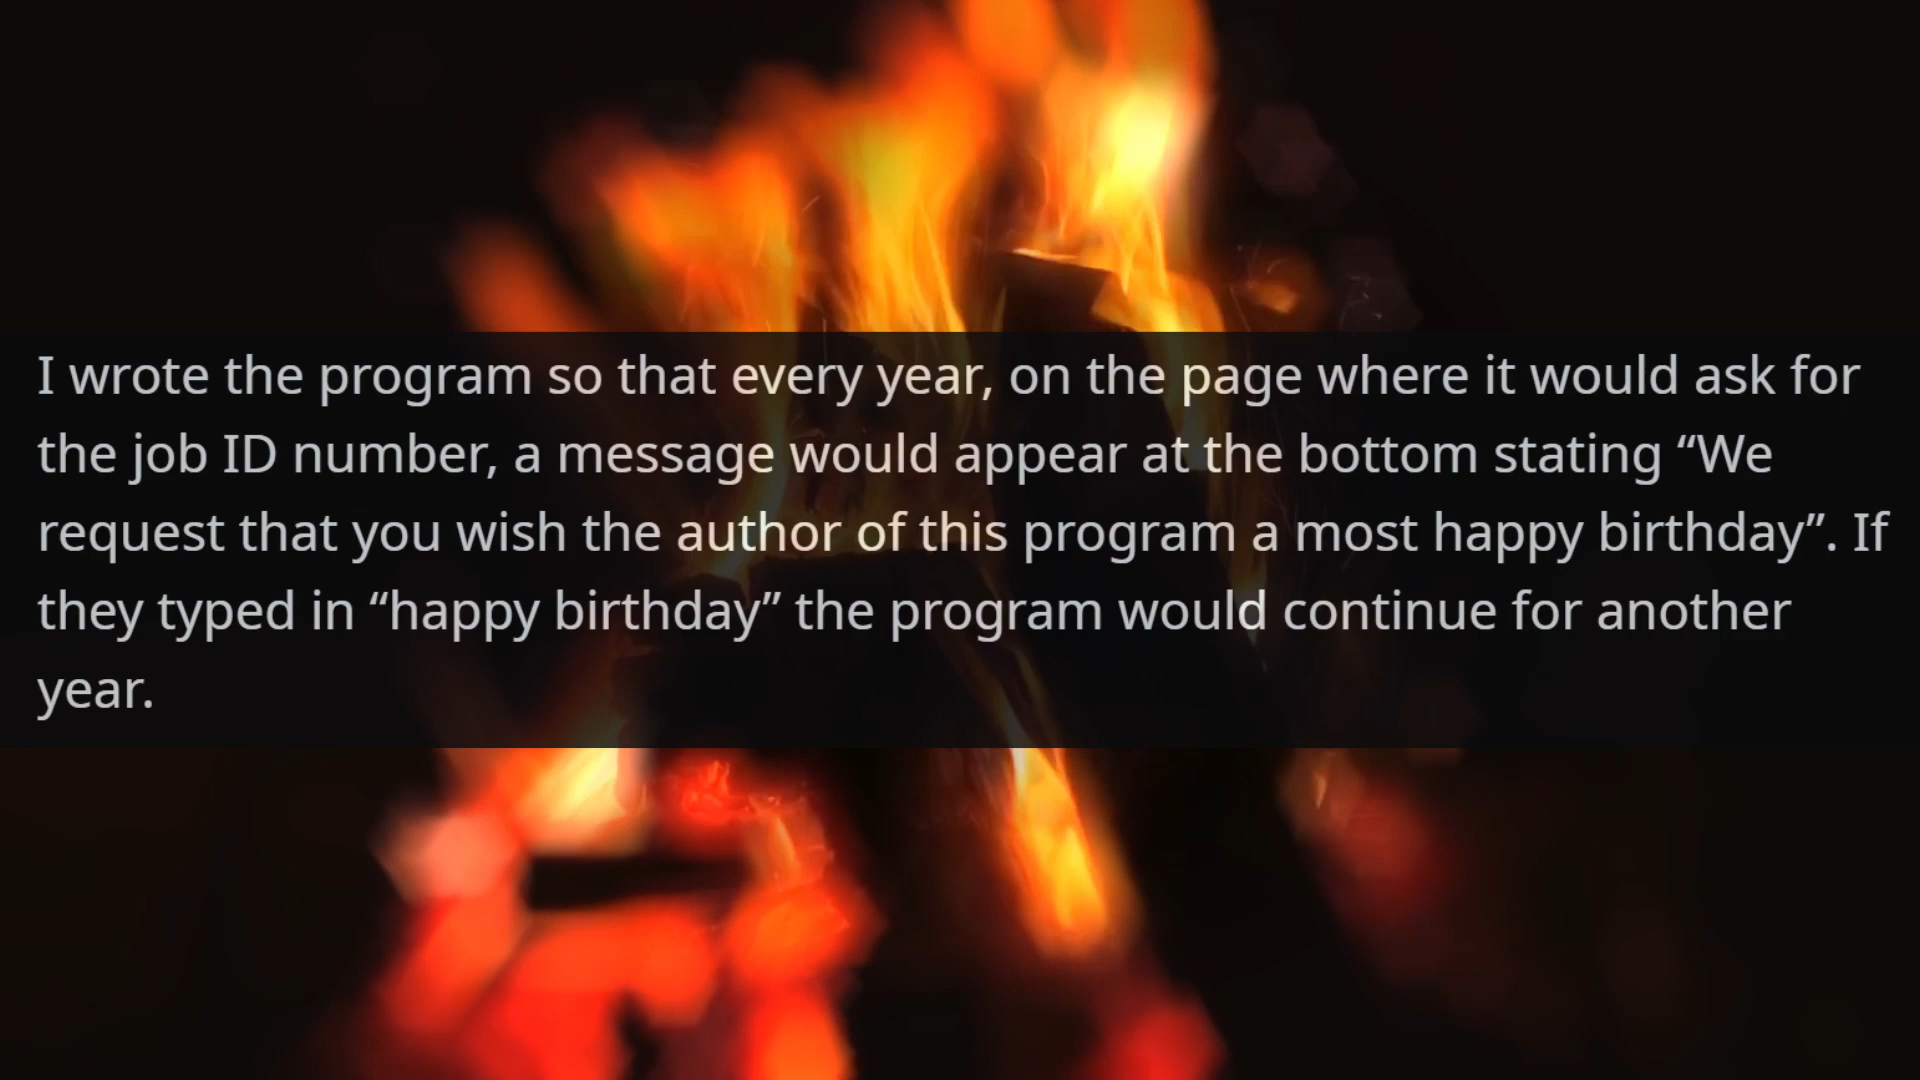 I wrote the program so that every year, on the page where it would ask for
the job ID number, a message would appear at the bottom stating “We
request that you wish the author of this program a most happy birthday”. If
they typed in “happy birthday” the program would continue for another
year.